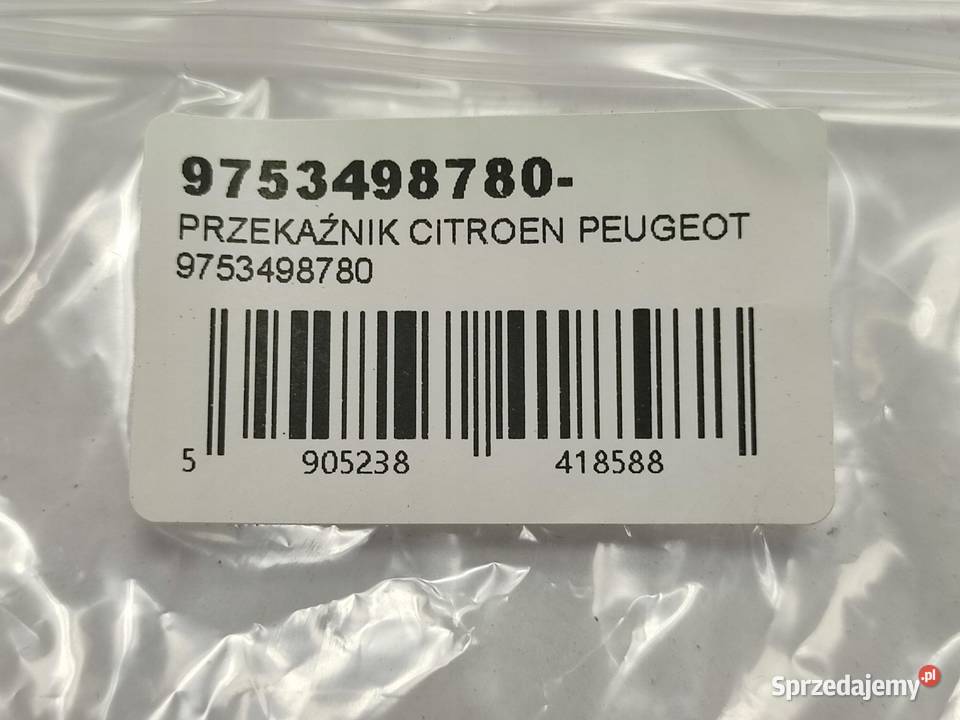 9753498780-
PRZEKAŹNIK CITROEN PEUGEOT
9753498780
5 905238 418588
Sprzedajemy.pl